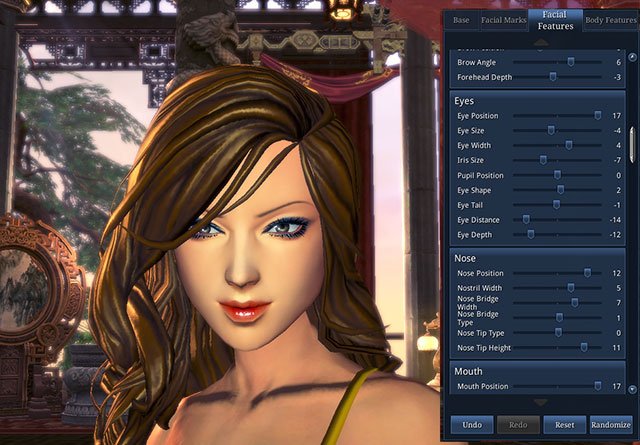 Base
Facial Marks
Facial
Features
Body Features
Brow Angle 6
Forehead Depth -3
Eyes
Eye Position 17
Eye Size -4
Eye Width 4
Iris Size -7
Pupil Position 0
Eye Shape 2
Eye Tail -1
Eye Distance -14
Eye Depth -12
Nose
Nose Position 12
Nostril Width 5
Nose Bridge
Width 7
Nose Bridge
Type 1
Nose Tip Type 0
Nose Tip Height 11
Mouth
Mouth Position 17
Undo
Redo
Reset
Randomize